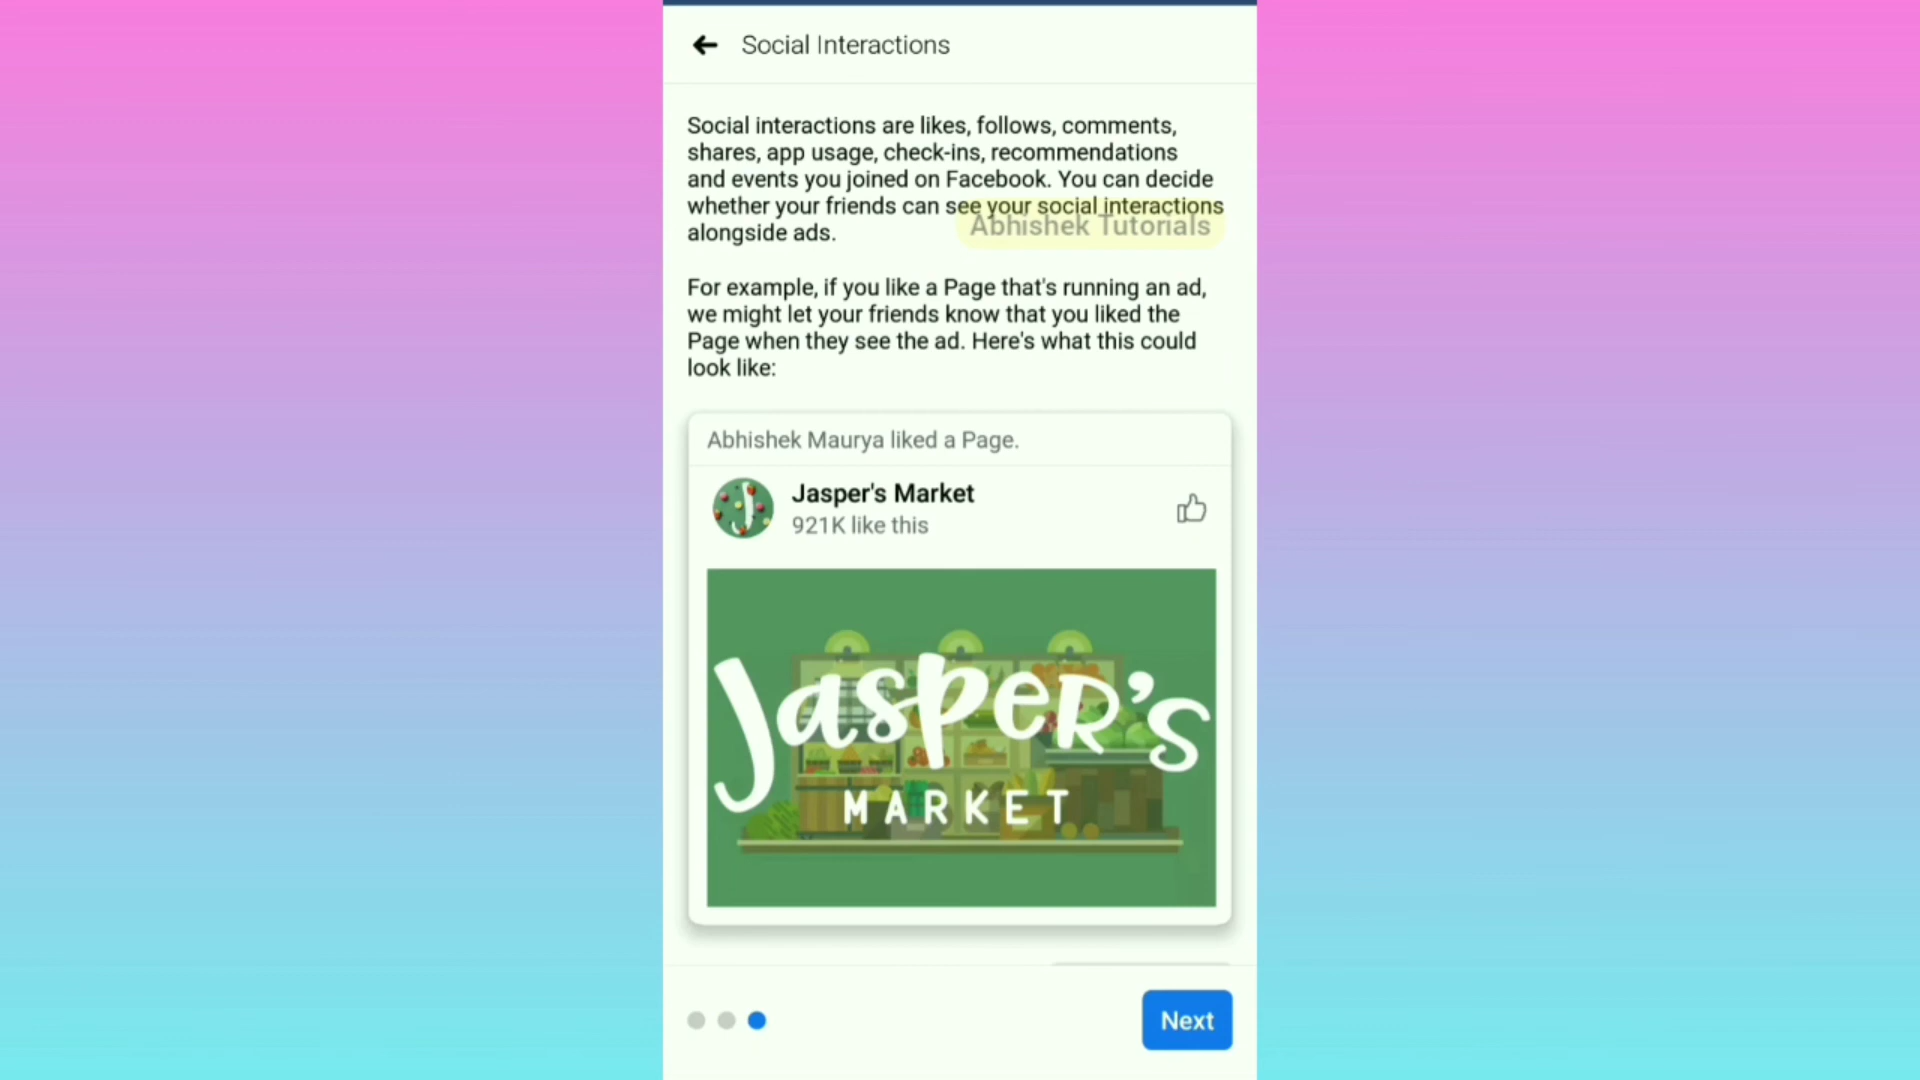 Social Interactions
Social interactions are likes, follows, comments,
shares, app usage, check-ins, recommendations
and events you joined on Facebook. You can decide
whether your friends can see your social interactions
alongside ads.
Abhishek Tutorials
For example, if you like a Page that's running an ad,
we might let your friends know that you liked the
Page when they see the ad. Here's what this could
look like:
Abhishek Maurya liked a Page.
Jasper's Market
921K like this
Jasper's
MARKET
Next